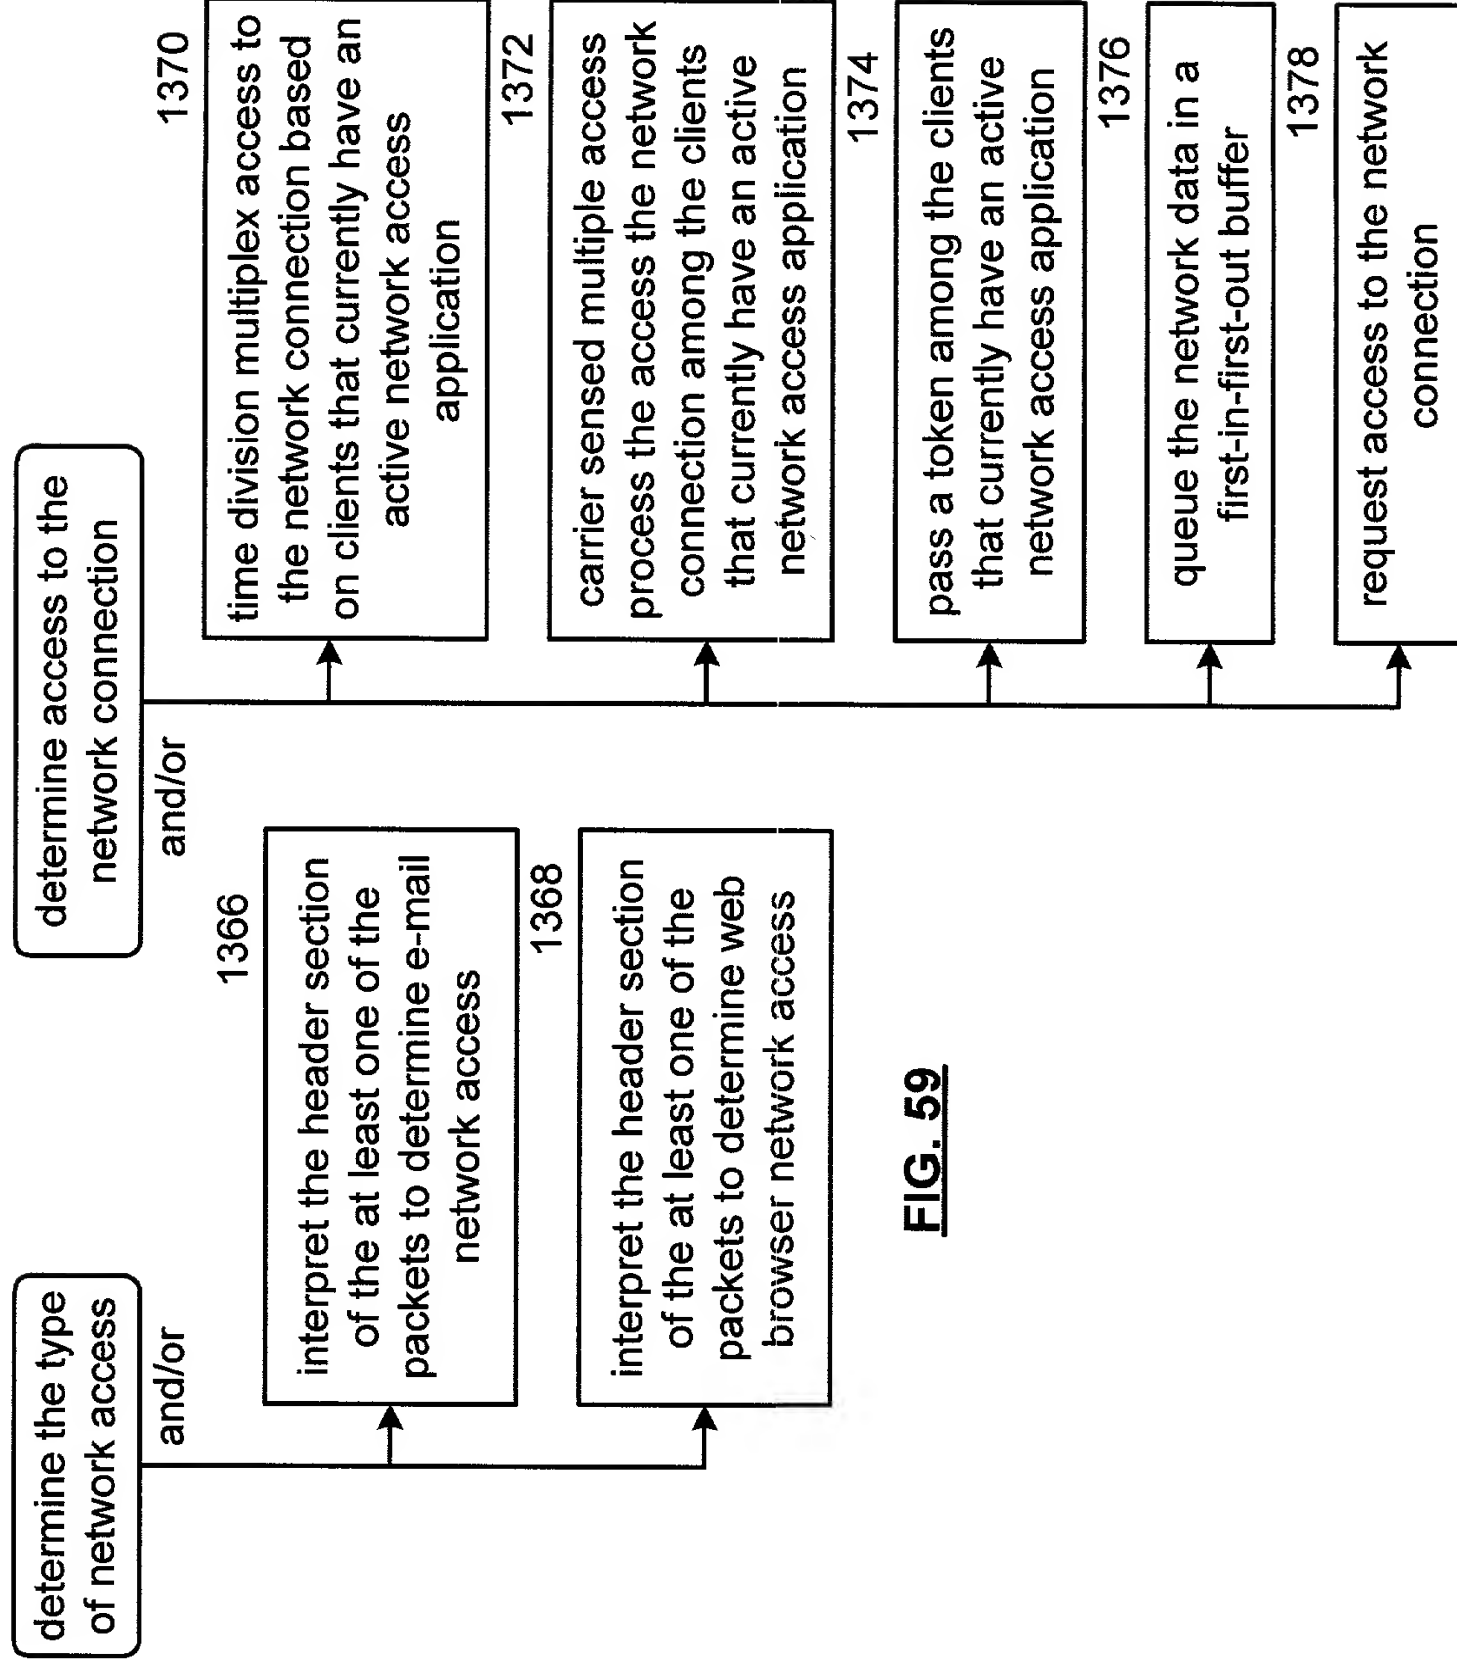 determine the type
of network access
and/or
1366
interpret the header section
of the at least one of the
packets to determine e-mail
network access
1368
interpret the header section
of the at least one of the
packets to determine web
browser network access
determine access to the
network connection
and/or
1370
time division multiplex access to
the network connection based
on clients that currently have an
active network access
application
1372
carrier sensed multiple access
process the access the network
connection among the clients
that currently have an active
network access application
1374
pass a token among the clients
that currently have an active
network access application
1376
queue the network data in a
first-in-first-out buffer
1378
request access to the network
connection
FIG. 59